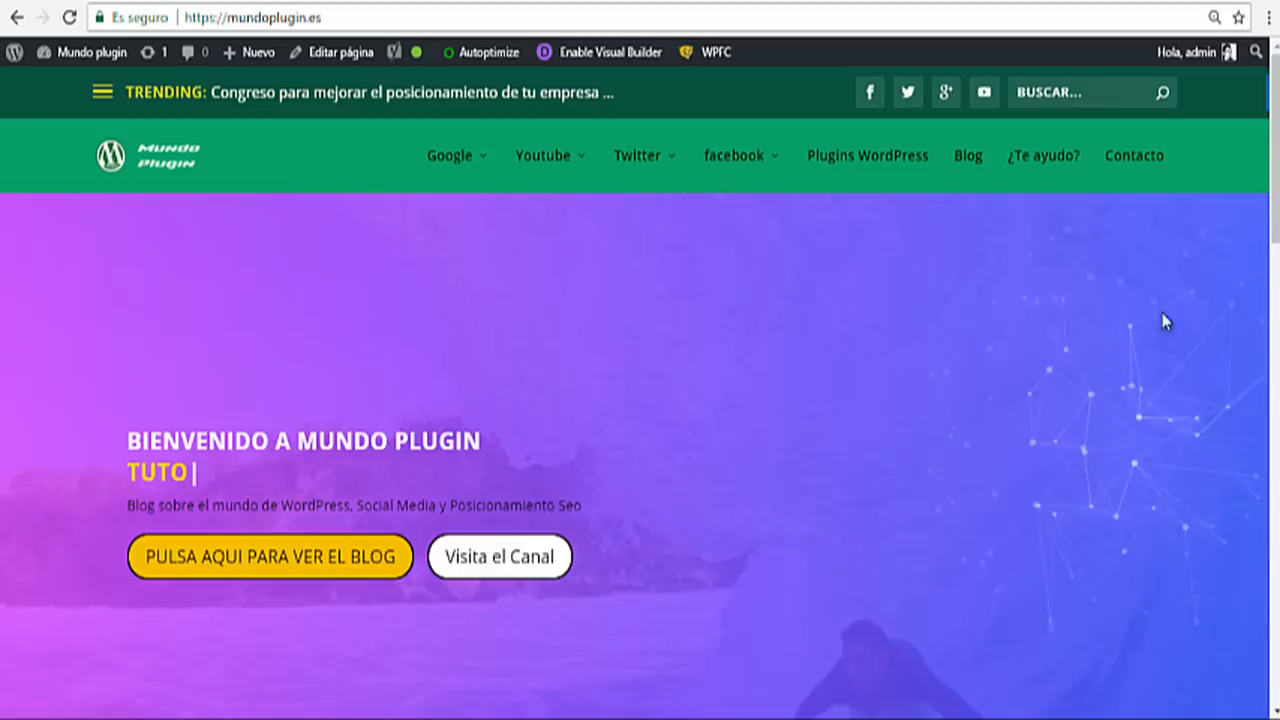 Es seguro https://mundoplugin.es
Mundo plugin 1 0 Nuevo Editar página Autoptimize Enable Visual Builder WPFC Hola, admin
TRENDING: Congreso para mejorar el posicionamiento de tu empresa ... BUSCAR...
Mundo Plugin
Google Youtube Twitter facebook Plugins WordPress Blog ¿Te ayudo? Contacto
BIENVENIDO A MUNDO PLUGIN
TUTO|
Blog sobre el mundo de WordPress, Social Media y Posicionamiento Seo
PULSA AQUI PARA VER EL BLOG Visita el Canal